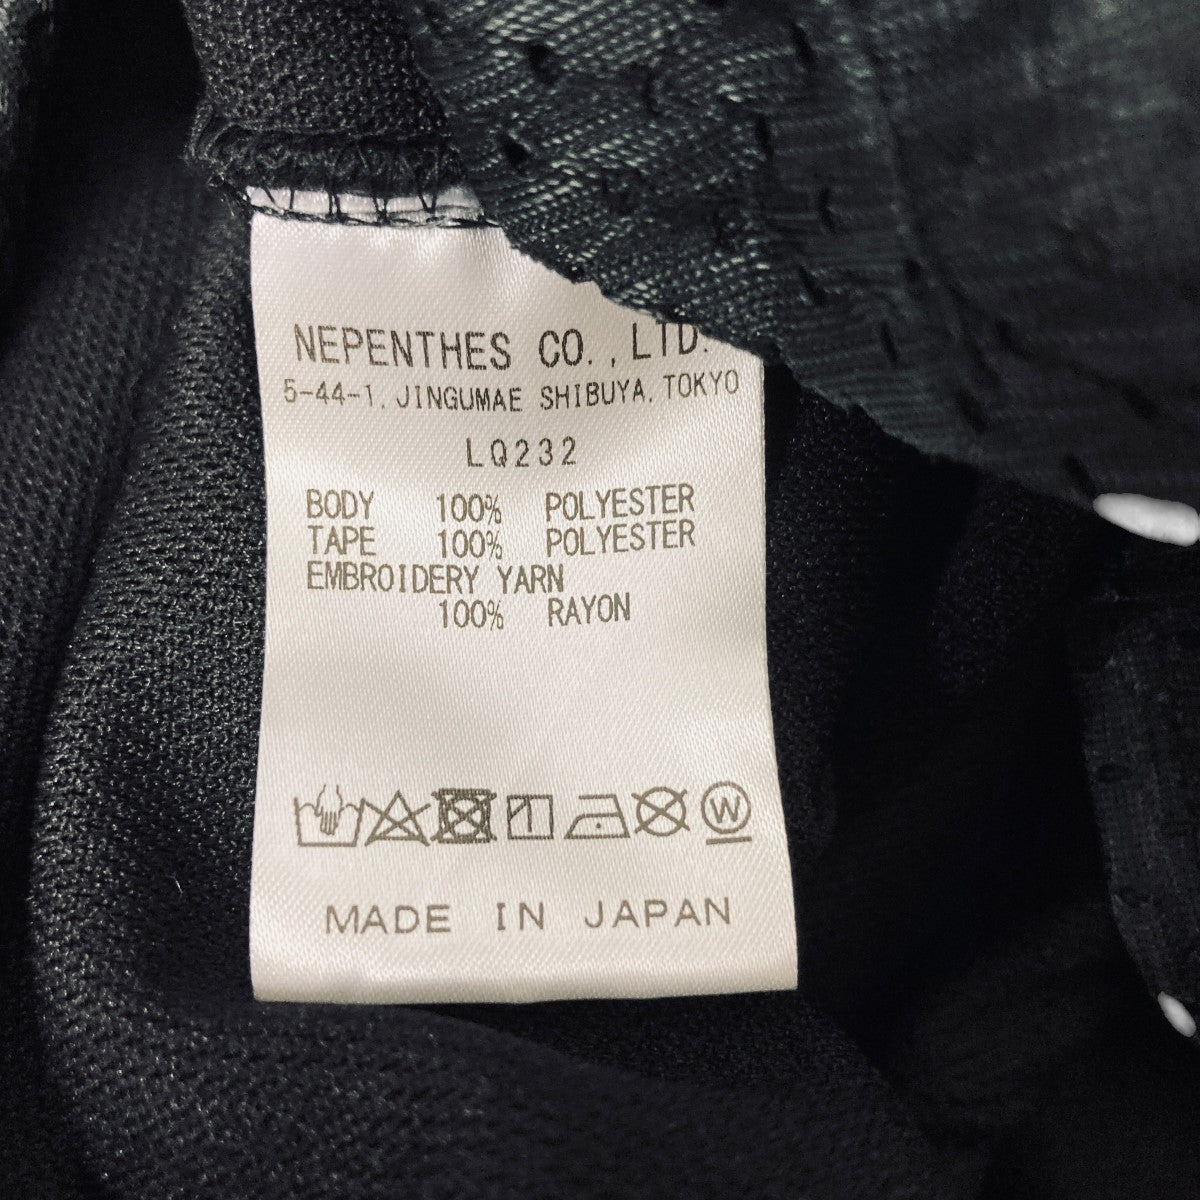 NEPENTHES CO., LTD.
5-44-1, JINGUMAE SHIBUYA, TOKYO
LQ232
BODY 100% POLYESTER
TAPE 100% POLYESTER
EMBROIDERY YARN
100% RAYON
W
MADE IN JAPAN